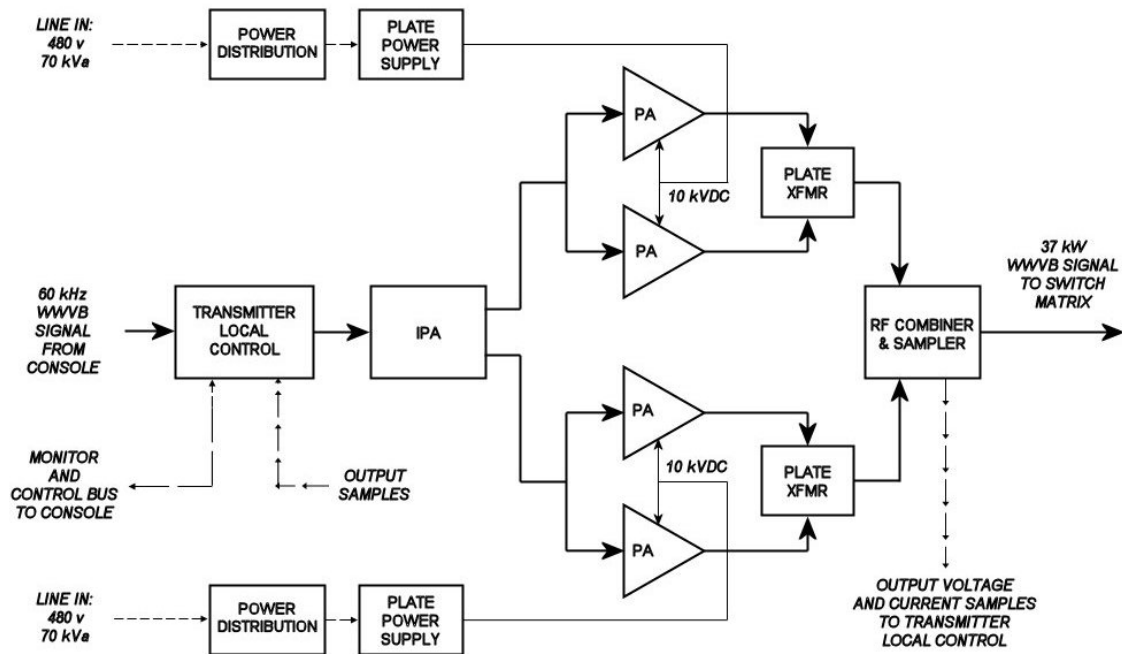 LINE IN:
480 v
70 kVa
POWER
DISTRIBUTION
PLATE
POWER
SUPPLY
PA
10 kVDC
PA
PLATE
XFMR
60 kHz
WWVB
SIGNAL
FROM
CONSOLE
TRANSMITTER
LOCAL
CONTROL
IPA
RF COMBINER
& SAMPLER
37 kW
WWVB SIGNAL
TO SWITCH
MATRIX
MONITOR
AND
CONTROL BUS
TO CONSOLE
OUTPUT
SAMPLES
PA
10 kVDC
PA
PLATE
XFMR
LINE IN:
480 v
70 kVa
POWER
DISTRIBUTION
PLATE
POWER
SUPPLY
OUTPUT VOLTAGE
AND CURRENT SAMPLES
TO TRANSMITTER
LOCAL CONTROL